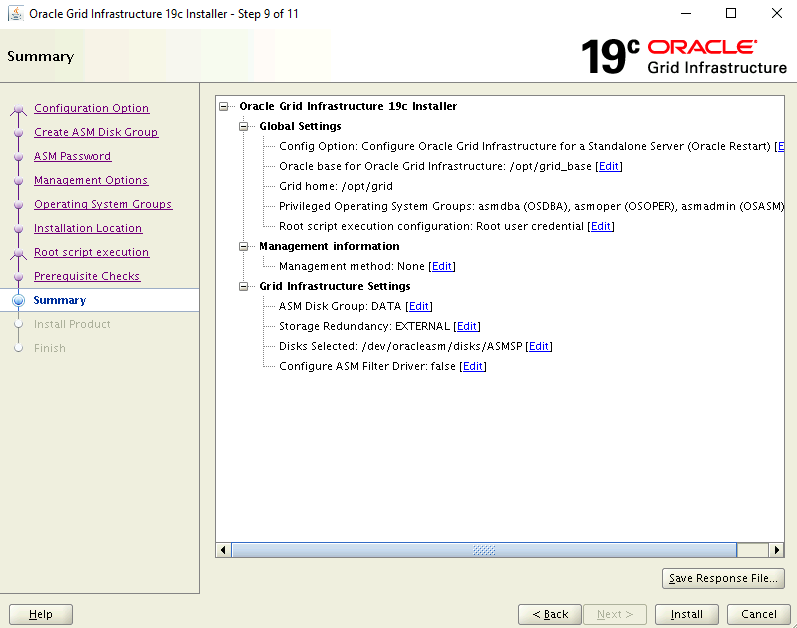 Oracle Grid Infrastructure 19c Installer - Step 9 of 11
Summary
19c ORACLE
Grid Infrastructure
Configuration Option
Create ASM Disk Group
ASM Password
Management Options
Operating System Groups
Installation Location
Root script execution
Prerequisite Checks
Summary
Install Product
Finish
Oracle Grid Infrastructure 19c Installer
Global Settings
Config Option: Configure Oracle Grid Infrastructure for a Standalone Server (Oracle Restart) [E
Oracle base for Oracle Grid Infrastructure: /opt/grid_base [Edit]
Grid home: /opt/grid
Privileged Operating System Groups: asmdba (OSDBA), asmoper (OSOPER), asmadmin (OSASM)
Root script execution configuration: Root user credential [Edit]
Management information
Management method: None [Edit]
Grid Infrastructure Settings
ASM Disk Group: DATA [Edit]
Storage Redundancy: EXTERNAL [Edit]
Disks Selected: /dev/oracleasm/disks/ASMSP [Edit]
Configure ASM Filter Driver: false [Edit]
Save Response File...
Help
< Back
Next >
Install
Cancel